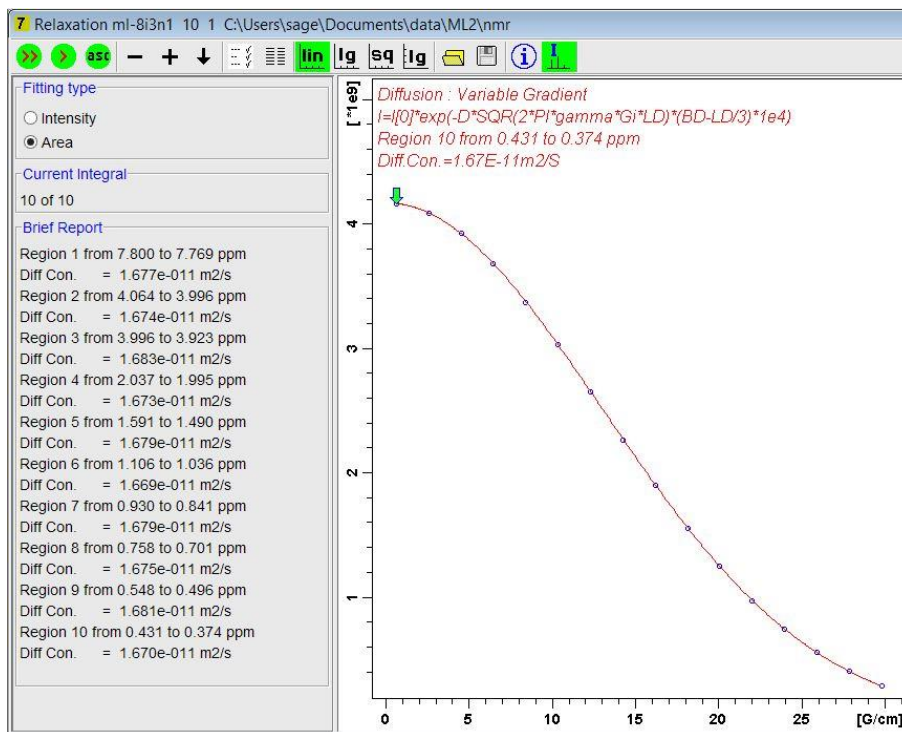 7 Relaxation ml-8i3n1 10 1 C:\Users\sage\Documents\data\ML2\nmr
>> > asc lin lg sq lg i I
Fitting type
Intensity
Area
Current Integral
10 of 10
Brief Report
Region 1 from 7.800 to 7.769 ppm
Diff Con. = 1.677e-011 m2/s
Region 2 from 4.064 to 3.996 ppm
Diff Con. = 1.674e-011 m2/s
Region 3 from 3.996 to 3.923 ppm
Diff Con. = 1.683e-011 m2/s
Region 4 from 2.037 to 1.995 ppm
Diff Con. = 1.673e-011 m2/s
Region 5 from 1.591 to 1.490 ppm
Diff Con. = 1.679e-011 m2/s
Region 6 from 1.106 to 1.036 ppm
Diff Con. = 1.669e-011 m2/s
Region 7 from 0.930 to 0.841 ppm
Diff Con. = 1.679e-011 m2/s
Region 8 from 0.758 to 0.701 ppm
Diff Con. = 1.675e-011 m2/s
Region 9 from 0.548 to 0.496 ppm
Diff Con. = 1.681e-011 m2/s
Region 10 from 0.431 to 0.374 ppm
Diff Con. = 1.670e-011 m2/s
[*1e9]
Diffusion : Variable Gradient
I=I[0]*exp(-D*SQR(2*PI*gamma*Gi*LD)*(BD-LD/3)*1e4)
Region 10 from 0.431 to 0.374 ppm
Diff.Con.=1.67E-11m2/S
4
3
2
1
0 5 10 15 20 25 [G/cm]